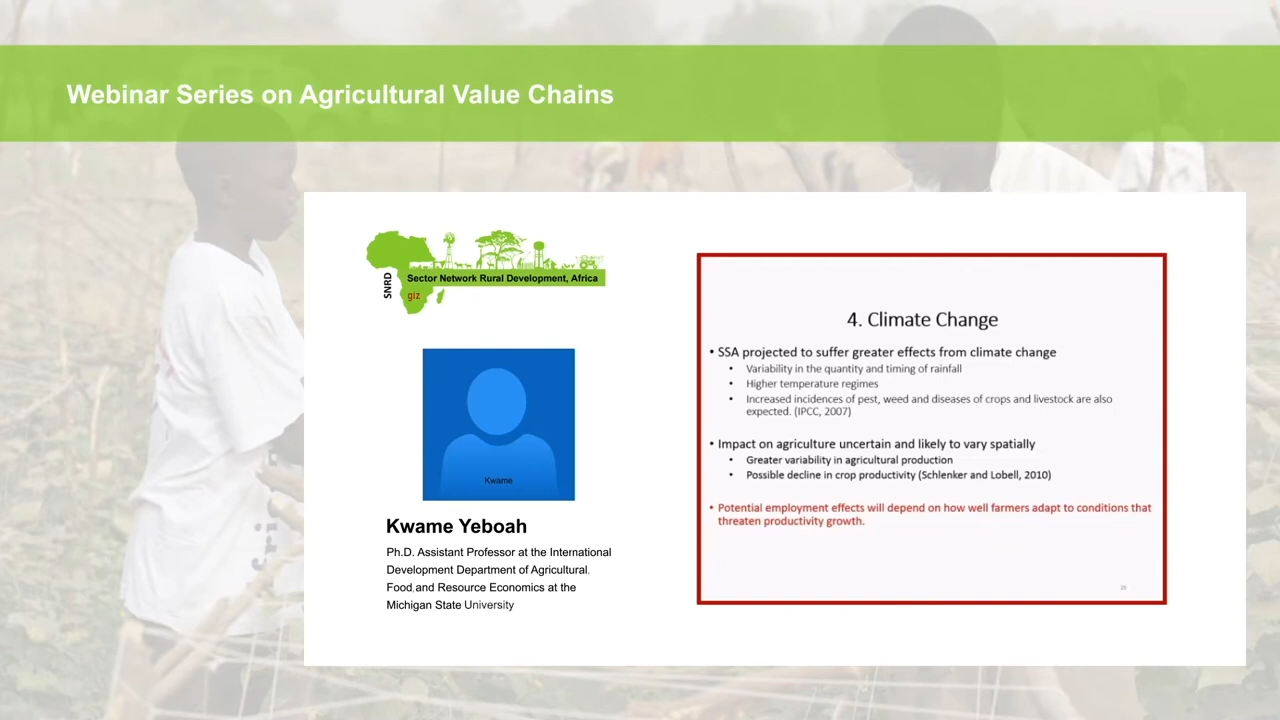 Webinar Series on Agricultural Value Chains
SNRD
Sector Network Rural Development, Africa
giz
Kwame
Kwame Yeboah
Ph.D. Assistant Professor at the International
Development Department of Agricultural.
Food and Resource Economics at the
Michigan State University
4. Climate Change
• SSA projected to suffer greater effects from climate change
• Variability in the quantity and timing of rainfall
• Higher temperature regimes
• Increased incidences of pest, weed and diseases of crops and livestock are also
expected. (IPCC, 2007)
• Impact on agriculture uncertain and likely to vary spatially
• Greater variability in agricultural production
• Possible decline in crop productivity (Schlenker and Lobell, 2010)
• Potential employment effects will depend on how well farmers adapt to conditions that
threaten productivity growth.